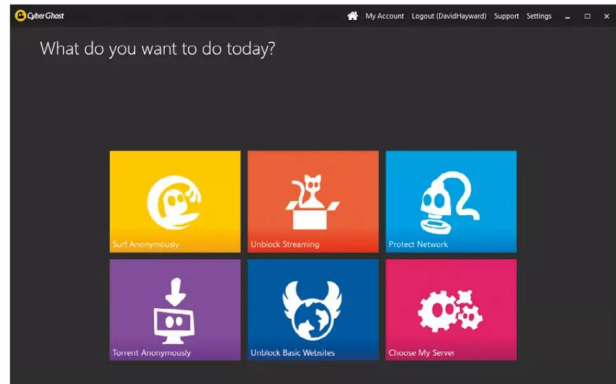 CyberGhost
My Account Logout (DavidHayward) Support Settings
What do you want to do today?
Surf Anonymously
Unblock Streaming
Protect Network
Torrent Anonymously
Unblock Basic Websites
Choose My Server